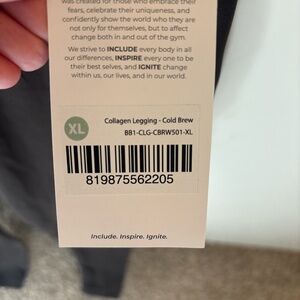 was created for those who embrace their
fears, celebrate their uniqueness, and
confidently show the world who they are
not only for themselves, but to affect
change both in and out of the gym.
We strive to INCLUDE every body in all
our differences, INSPIRE every one to be
their best selves, and IGNITE change
within us, our lives, and in our world.
XL
Collagen Legging - Cold Brew
BB1-CLG-CBRW501-XL
819875562205
Include. Inspire. Ignite.